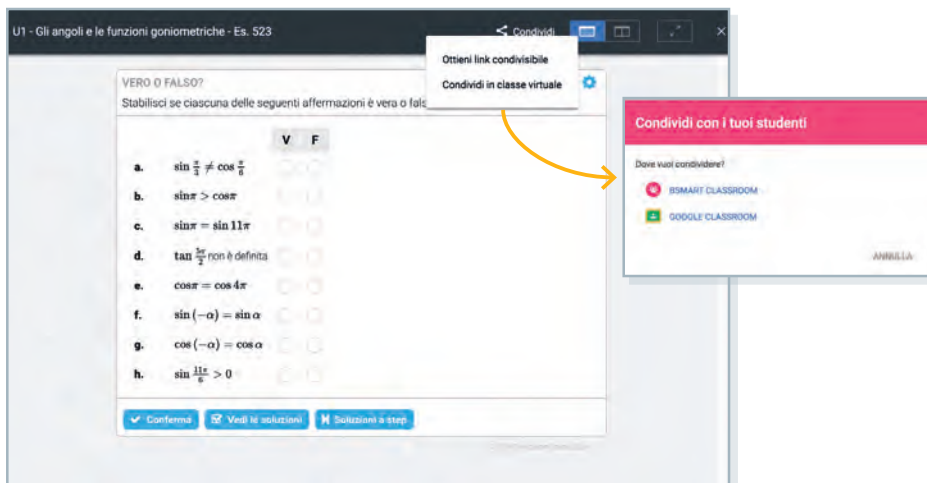 U1 - Gli angoli e le funzioni goniometriche - Es. 523
Condividi
Ottieni link condivisibile
Condividi in classe virtuale
VERO O FALSO?
Stabilisci se ciascuna delle seguenti affermazioni è vera o fals
V F
a. sin π/3 ≠ cos π/6
b. sinπ > cosπ
c. sinπ = sin 11π
d. tan 5π/2 non è definita
e. cosπ = cos 4π
f. sin (−α) = sin α
g. cos (−α) = cos α
h. sin 11π/6 > 0
Conferma
Vedi le soluzioni
Soluzioni a step
Condividi con i tuoi studenti
Dove vuoi condividere?
BSMART CLASSROOM
GOOGLE CLASSROOM
ANNULLA